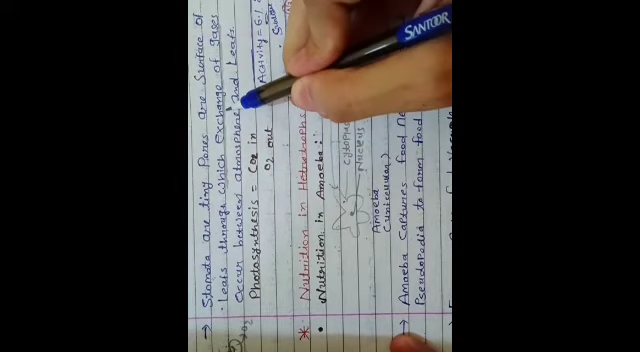 → Stomata are tiny Pores are Surface of
Leafs through which exchange of gases
occur between atmosphere and Leafs.
Photosynthesis = CO2 in
O2 out
Activity = 6.1
* Nutrition in Hetrotrophs
• Nutrition in Amoeba:
Cytoplas
Nucleus
Amoeba
(unicellular)
→ Amoeba Captures food
Pseudopodia to form food
SANTOOR